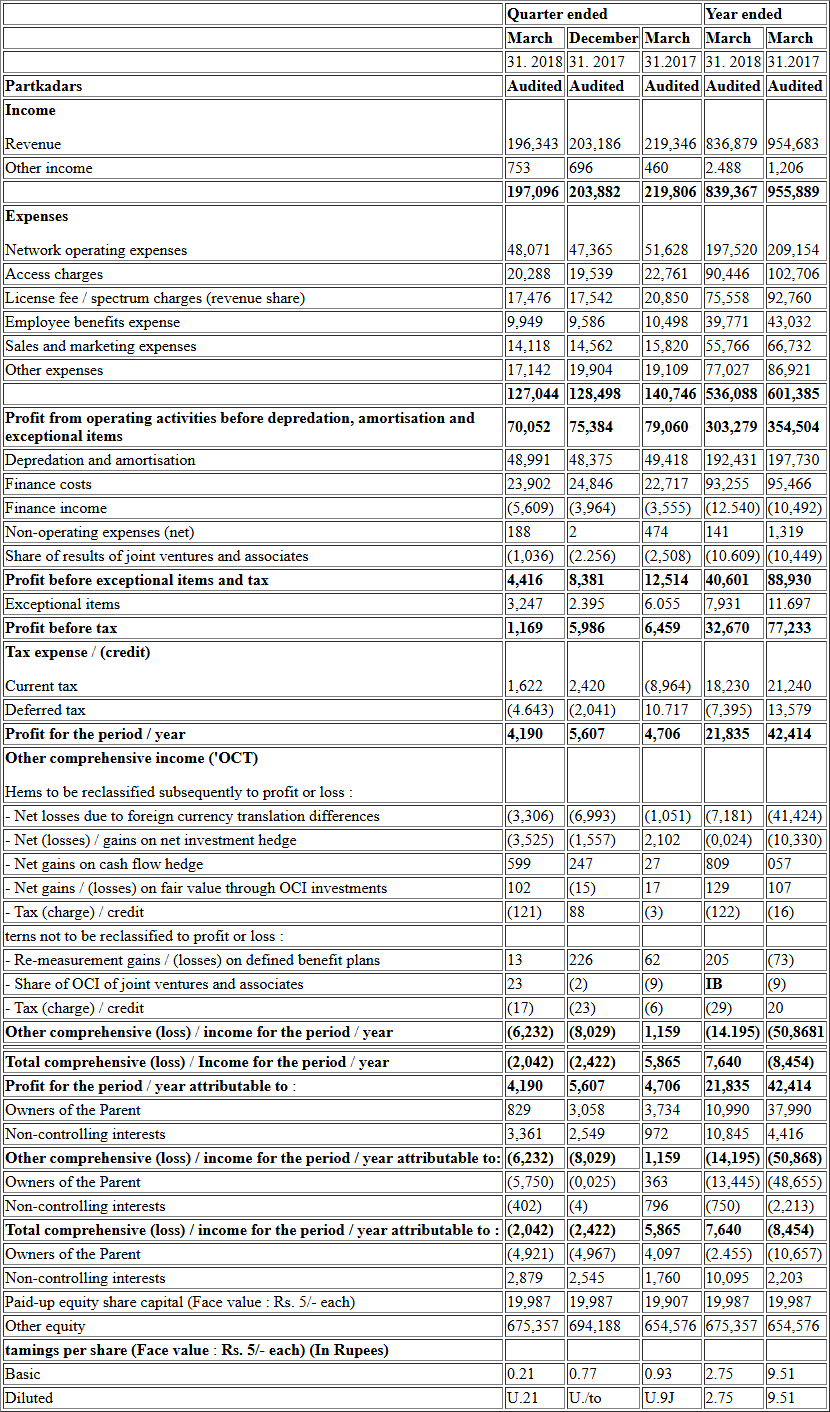 Quarter ended Year ended
March December March March March
31. 2018 31. 2017 31.2017 31. 2018 31.2017
Partkadars Audited Audited Audited Audited Audited
Income
Revenue 196,343 203,186 219,346 836,879 954,683
Other income 753 696 460 2.488 1,206
197,096 203,882 219,806 839,367 955,889
Expenses
Network operating expenses 48,071 47,365 51,628 197,520 209,154
Access charges 20,288 19,539 22,761 90,446 102,706
License fee / spectrum charges (revenue share) 17,476 17,542 20,850 75,558 92,760
Employee benefits expense 9,949 9,586 10,498 39,771 43,032
Sales and marketing expenses 14,118 14,562 15,820 55,766 66,732
Other expenses 17,142 19,904 19,109 77,027 86,921
127,044 128,498 140,746 536,088 601,385
Profit from operating activities before depredation, amortisation and
exceptional items 70,052 75,384 79,060 303,279 354,504
Depredation and amortisation 48,991 48,375 49,418 192,431 197,730
Finance costs 23,902 24,846 22,717 93,255 95,466
Finance income (5,609) (3,964) (3,555) (12.540) (10,492)
Non-operating expenses (net) 188 2 474 141 1,319
Share of results of joint ventures and associates (1,036) (2.256) (2,508) (10.609) (10,449)
Profit before exceptional items and tax 4,416 8,381 12,514 40,601 88,930
Exceptional items 3,247 2.395 6.055 7,931 11.697
Profit before tax 1,169 5,986 6,459 32,670 77,233
Tax expense / (credit)
Current tax 1,622 2,420 (8,964) 18,230 21,240
Deferred tax (4.643) (2,041) 10.717 (7,395) 13,579
Profit for the period / year 4,190 5,607 4,706 21,835 42,414
Other comprehensive income ('OCT)
Hems to be reclassified subsequently to profit or loss :
- Net losses due to foreign currency translation differences (3,306) (6,993) (1,051) (7,181) (41,424)
- Net (losses) / gains on net investment hedge (3,525) (1,557) 2,102 (0,024) (10,330)
- Net gains on cash flow hedge 599 247 27 809 057
- Net gains / (losses) on fair value through OCI investments 102 (15) 17 129 107
- Tax (charge) / credit (121) 88 (3) (122) (16)
terns not to be reclassified to profit or loss :
- Re-measurement gains / (losses) on defined benefit plans 13 226 62 205 (73)
- Share of OCI of joint ventures and associates 23 (2) (9) IB (9)
- Tax (charge) / credit (17) (23) (6) (29) 20
Other comprehensive (loss) / income for the period / year (6,232) (8,029) 1,159 (14.195) (50,8681
Total comprehensive (loss) / Income for the period / year (2,042) (2,422) 5,865 7,640 (8,454)
Profit for the period / year attributable to : 4,190 5,607 4,706 21,835 42,414
Owners of the Parent 829 3,058 3,734 10,990 37,990
Non-controlling interests 3,361 2,549 972 10,845 4,416
Other comprehensive (loss) / income for the period / year attributable to: (6,232) (8,029) 1,159 (14,195) (50,868)
Owners of the Parent (5,750) (0,025) 363 (13,445) (48,655)
Non-controlling interests (402) (4) 796 (750) (2,213)
Total comprehensive (loss) / income for the period / year attributable to : (2,042) (2,422) 5,865 7,640 (8,454)
Owners of the Parent (4,921) (4,967) 4,097 (2.455) (10,657)
Non-controlling interests 2,879 2,545 1,760 10,095 2,203
Paid-up equity share capital (Face value : Rs. 5/- each) 19,987 19,987 19,907 19,987 19,987
Other equity 675,357 694,188 654,576 675,357 654,576
tamings per share (Face value : Rs. 5/- each) (In Rupees)
Basic 0.21 0.77 0.93 2.75 9.51
Diluted U.21 U./to U.9J 2.75 9.51